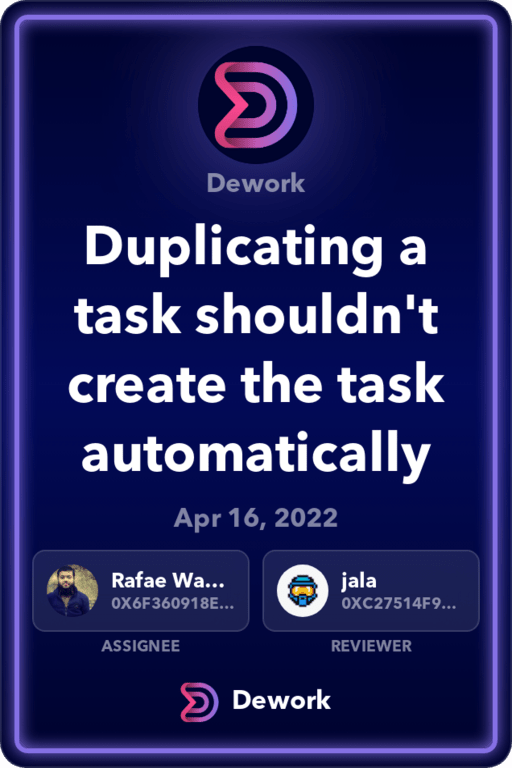 Dework
Duplicating a
task shouldn't
create the task
automatically
Apr 16, 2022
Rafae Wa...
0X6F360918E...
ASSIGNEE
jala
0XC27514F9...
REVIEWER
Dework